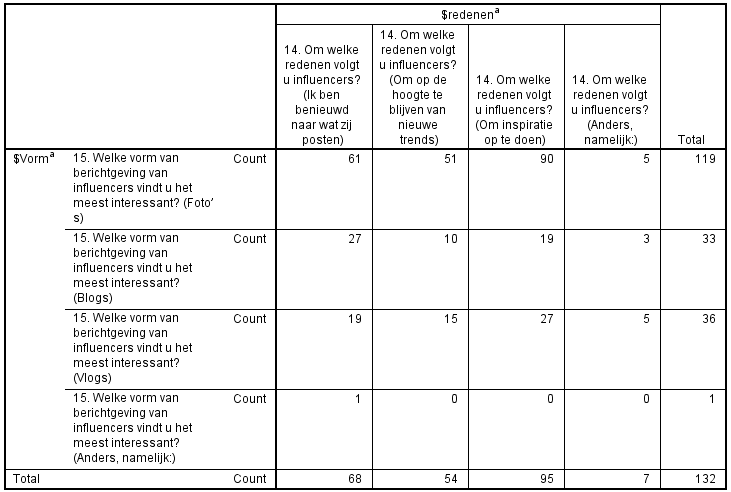 $redenenᵃ
14. Om welke
redenen volgt
u influencers?
(Ik ben
benieuwd
naar wat zij
posten)
14. Om welke
redenen volgt
u influencers?
(Om op de
hoogte te
blijven van
nieuwe
trends)
14. Om welke
redenen volgt
u influencers?
(Om inspiratie
op te doen)
14. Om welke
redenen volgt
u influencers?
(Anders,
namelijk:)
Total
$Vormᵃ
15. Welke vorm van
berichtgeving van
influencers vindt u het
meest interessant? (Foto’
s)
Count 61 51 90 5 119
15. Welke vorm van
berichtgeving van
influencers vindt u het
meest interessant?
(Blogs)
Count 27 10 19 3 33
15. Welke vorm van
berichtgeving van
influencers vindt u het
meest interessant?
(Vlogs)
Count 19 15 27 5 36
15. Welke vorm van
berichtgeving van
influencers vindt u het
meest interessant?
(Anders, namelijk:)
Count 1 0 0 0 1
Total Count 68 54 95 7 132